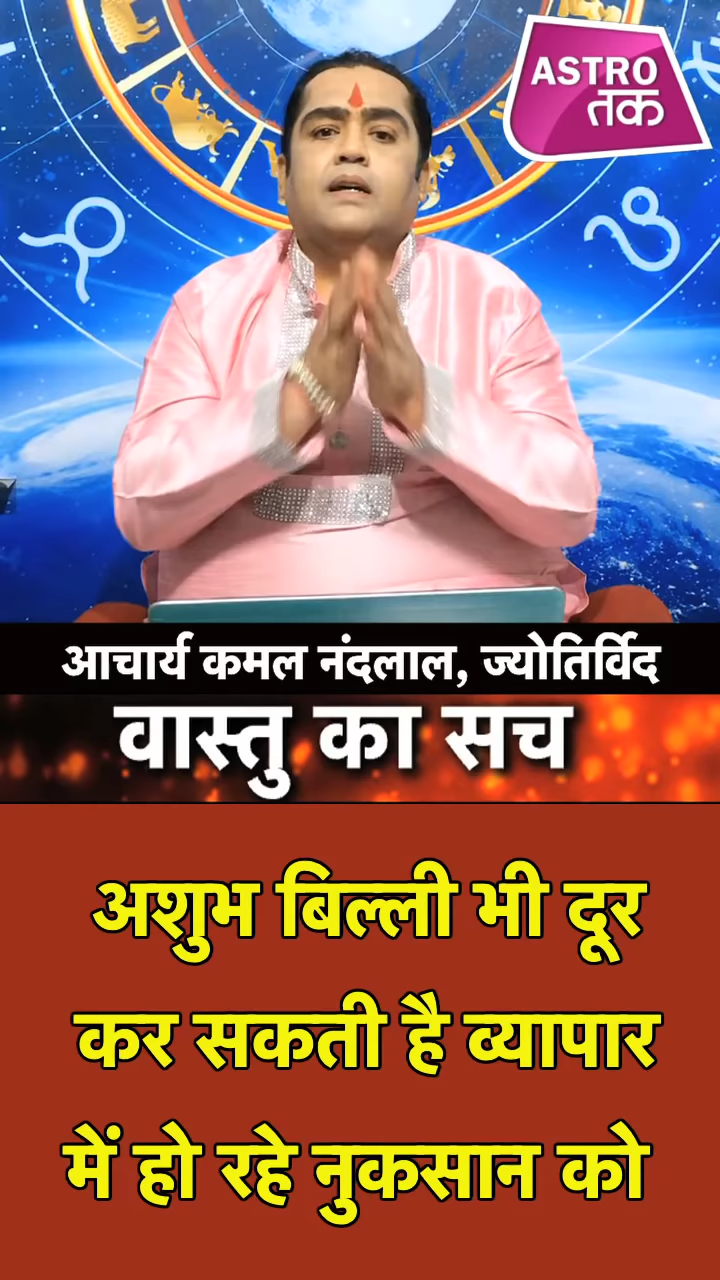 ASTRO
तक
आचार्य कमल नंदलाल, ज्योतिर्विद
वास्तु का सच
अशुभ बिल्ली भी दूर
कर सकती है व्यापार
में हो रहे नुकसान को